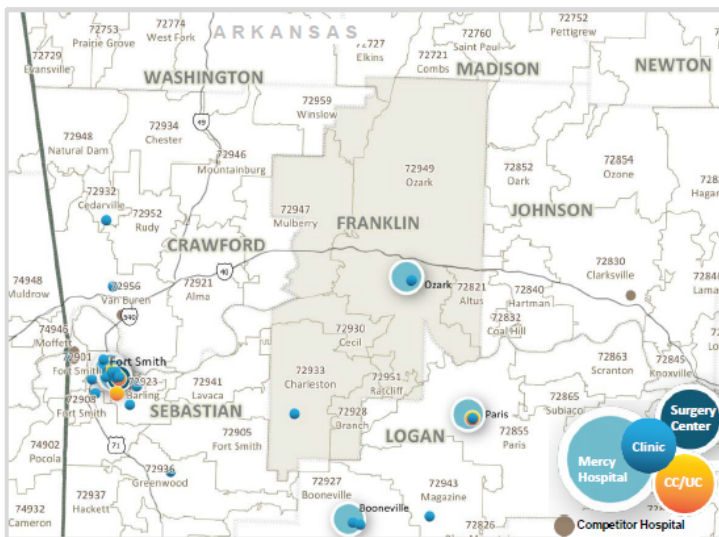 72753
Prairie Grove
72774
West Fork
ARKANSAS
72727
Elkins
72760
Saint Paul
72752
Pettigrew
72729
Evansville
72721
Combs
WASHINGTON
MADISON
NEWTON
72959
Winslow
72934
Chester
49
72948
Natural Dam
72946
Mountainburg
72949
Ozark
72852
Dark
72854
Ozone
72932
Cedarville
72952
Rudy
72947
Mulberry
FRANKLIN
JOHNSON
CRAWFORD
72830
Clarksville
74948
Muldrow
72956
Van Buren
72921
Alma
40
Ozark
72821
Altus
72840
Hartman
540
72832
Coal Hill
74946
Moffett
72930
Cecil
72901
Fort Smith
Fort Smith
72933
Charleston
72863
Scranton
72845
Knoxville
72923
Barling
72941
Lavaca
72951
Ratcliff
72908
Fort Smith
SEBASTIAN
72928
Branch
Paris
72865
Subiaco
Surgery
Center
74902
Pocola
71
72905
Fort Smith
LOGAN
72855
Paris
Mercy
Hospital
Clinic
CC/UC
72936
Greenwood
72927
Booneville
72943
Magazine
74932
Cameron
72937
Hackett
Booneville
72826
Competitor Hospital